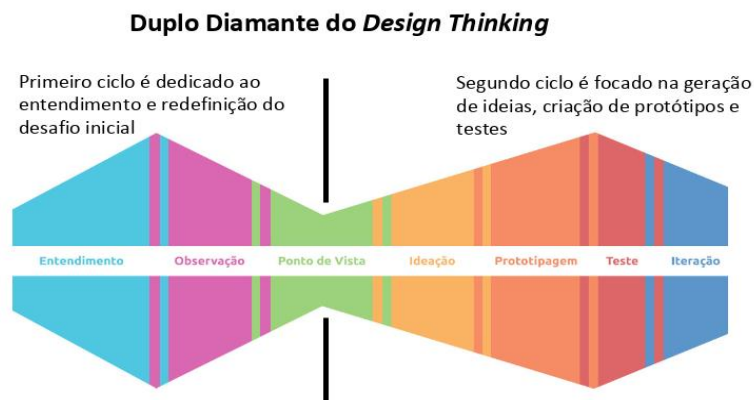 Duplo Diamante do Design Thinking
Primeiro ciclo é dedicado ao
entendimento e redefinição do
desafio inicial
Segundo ciclo é focado na geração
de ideias, criação de protótipos e
testes
Entendimento
Observação
Ponto de Vista
Ideação
Prototipagem
Teste
Iteração